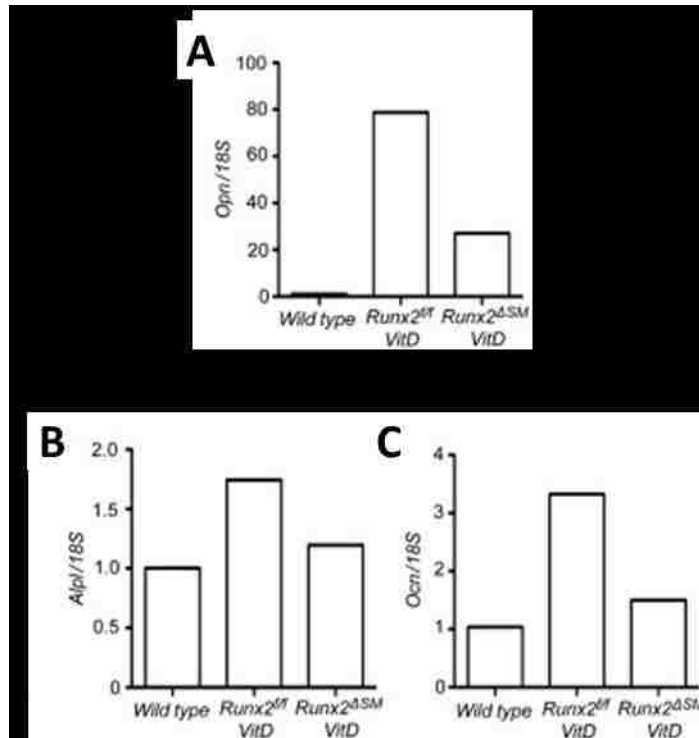 A
100
80
60
40
20
0
Opn/18S
Wild type Runx2f/f Runx2ΔSM
VitD VitD
B
2.0
1.5
1.0
0.5
0
Alpl/18S
Wild type Runx2f/f Runx2ΔSM
VitD VitD
C
4
3
2
1
0
Ocn/18S
Wild type Runx2f/f Runx2ΔSM
VitD VitD